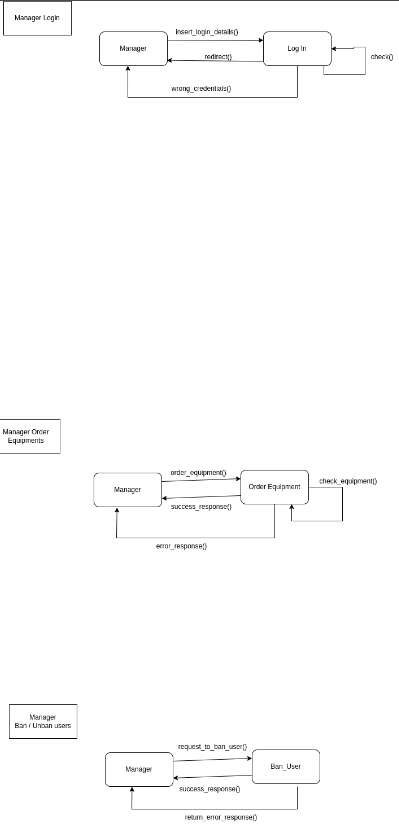 Manager Login
insert_login_details()
Manager
Log In
redirect()
check()
wrong_credentials()
Manager Order
Equipments
order_equipment()
Manager
Order Equipment
check_equipment()
success_response()
error_response()
Manager
Ban / Unban users
request_to_ban_user()
Manager
Ban_User
success_response()
return_error_response()